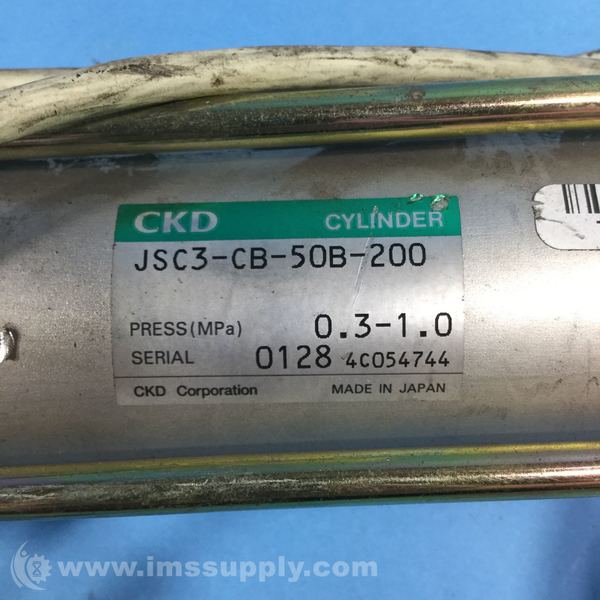 CKD CYLINDER
JSC3-CB-50B-200
PRESS(MPa) 0.3-1.0
SERIAL 0128 4C054744
CKD Corporation MADE IN JAPAN
www.imssupply.com